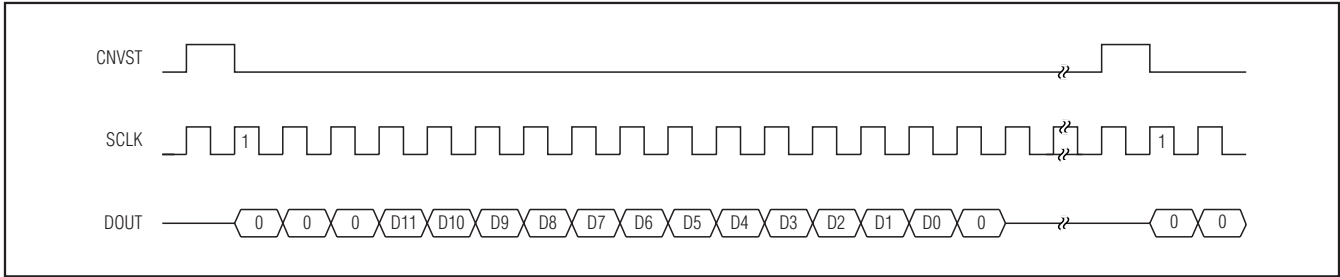 CNVST
SCLK 1 1
DOUT 0 0 0 D11 D10 D9 D8 D7 D6 D5 D4 D3 D2 D1 D0 0 0 0